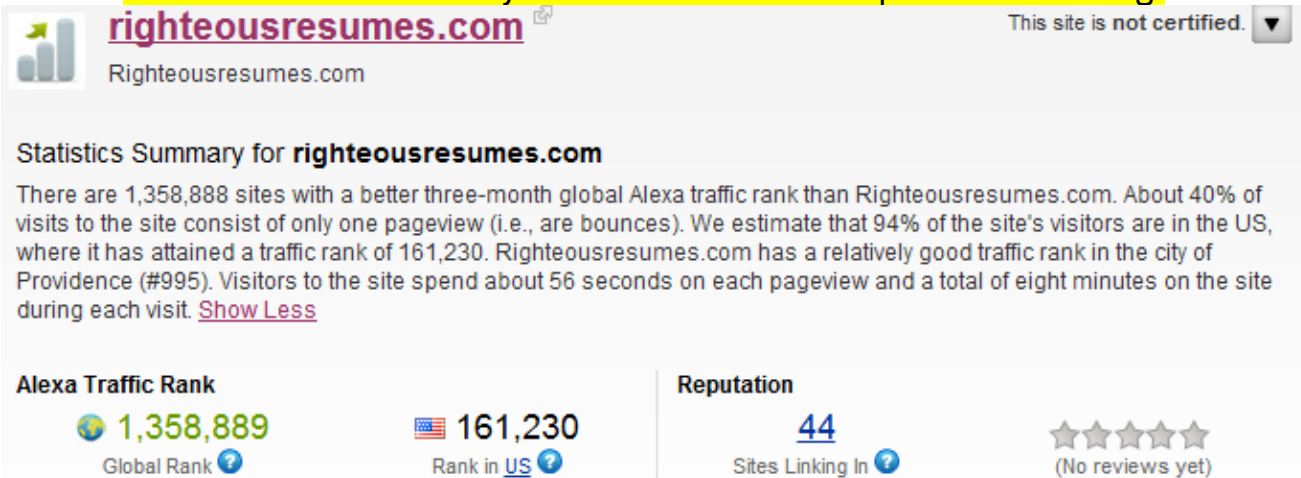 righteousresumes.com
This site is not certified.
Righteousresumes.com
Statistics Summary for righteousresumes.com
There are 1,358,888 sites with a better three-month global Alexa traffic rank than Righteousresumes.com. About 40% of
visits to the site consist of only one pageview (i.e., are bounces). We estimate that 94% of the site's visitors are in the US,
where it has attained a traffic rank of 161,230. Righteousresumes.com has a relatively good traffic rank in the city of
Providence (#995). Visitors to the site spend about 56 seconds on each pageview and a total of eight minutes on the site
during each visit. Show Less
Alexa Traffic Rank
Reputation
1,358,889
161,230
44
Global Rank ?
Rank in US ?
Sites Linking In ?
(No reviews yet)